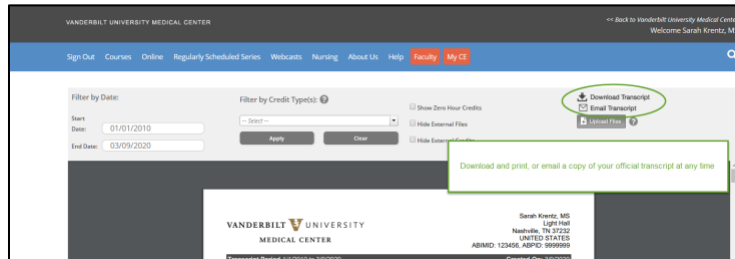 VANDERBILT UNIVERSITY MEDICAL CENTER
<< Back to Vanderbilt University Medical Cente
Welcome Sarah Krentz, M
Sign Out Courses Online Regularly Scheduled Series Webcasts Nursing About Us Help Faculty My CE
Filter by Date:
Start
Date: 01/01/2010
End Date: 03/09/2020
Filter by Credit Type(s):
-- Select --
Apply Clear
Show Zero Hour Credits
Hide External Files
Hide External Credits
Download Transcript
Email Transcript
Upload Files
Download and print, or email a copy of your official transcript at any time
VANDERBILT UNIVERSITY
MEDICAL CENTER
Sarah Krentz, MS
Light Hall
Nashville, TN 37232
UNITED STATES
ABIMID: 123456, ABPID: 9999999